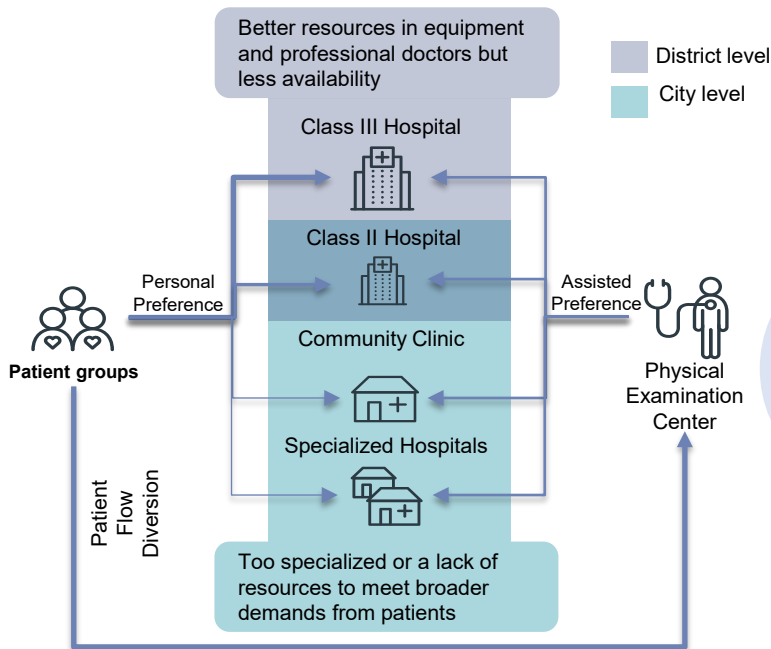 Better resources in equipment
and professional doctors but
less availability
District level
City level
Class III Hospital
Class II Hospital
Personal
Preference
Assisted
Preference
Community Clinic
Patient groups
Physical
Examination
Center
Specialized Hospitals
Patient
Flow
Diversion
Too specialized or a lack of
resources to meet broader
demands from patients